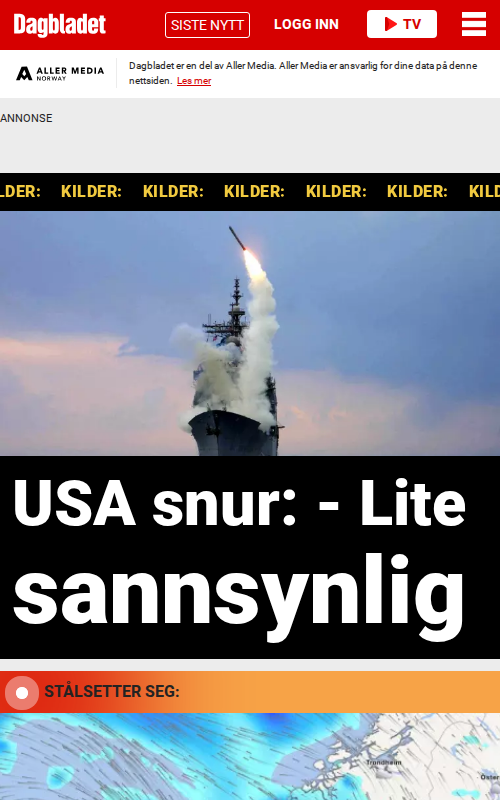 Dagbladet
SISTE NYTT
LOGG INN
TV
ALLER MEDIA
NORWAY
Dagbladet er en del av Aller Media. Aller Media er ansvarlig for dine data på denne
nettsiden. Les mer
ANNONSE
LDER: KILDER: KILDER: KILDER: KILDER: KILDER: KILD
USA snur: - Lite
sannsynlig
STÅLSETTER SEG:
Trondheim
Öster